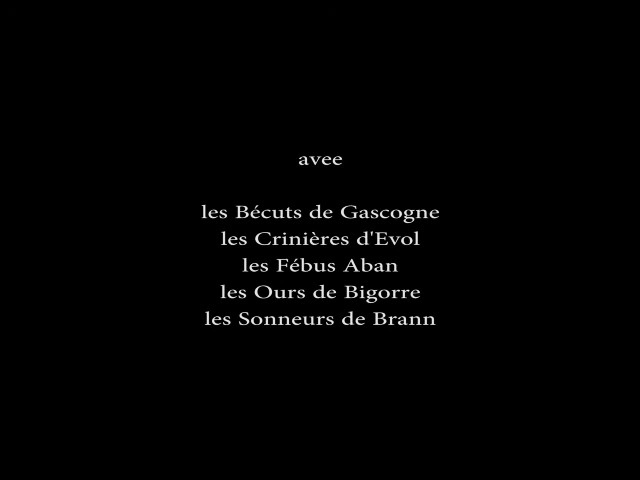 avee
les Bécuts de Gascogne
les Crinières d'Evol
les Fébus Aban
les Ours de Bigorre
les Sonneurs de Brann